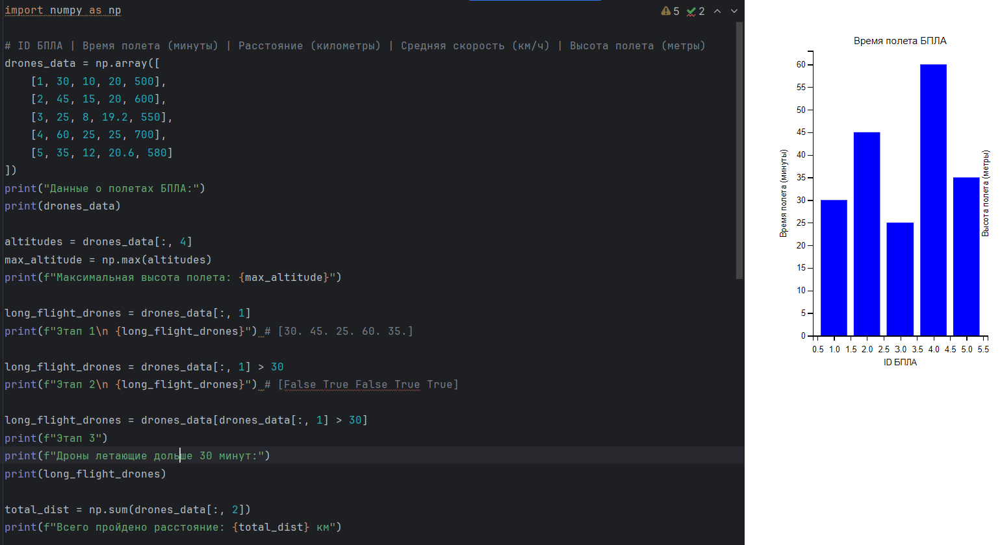 import numpy as np
5 2
# ID БПЛА | Время полета (минуты) | Расстояние (километры) | Средняя скорость (км/ч) | Высота полета (метры)
drones_data = np.array([
    [1, 30, 10, 20, 500],
    [2, 45, 15, 20, 600],
    [3, 25, 8, 19.2, 550],
    [4, 60, 25, 25, 700],
    [5, 35, 12, 20.6, 580]
])
print("Данные о полетах БПЛА:")
print(drones_data)
altitudes = drones_data[:, 4]
max_altitude = np.max(altitudes)
print(f"Максимальная высота полета: {max_altitude}")
long_flight_drones = drones_data[:, 1]
print(f"Этап 1\n {long_flight_drones}") # [30. 45. 25. 60. 35.]
long_flight_drones = drones_data[:, 1] > 30
print(f"Этап 2\n {long_flight_drones}") # [False True False True True]
long_flight_drones = drones_data[drones_data[:, 1] > 30]
print(f"Этап 3")
print(f"Дроны летающие дольше 30 минут:")
print(long_flight_drones)
total_dist = np.sum(drones_data[:, 2])
print(f"Всего пройдено расстояние: {total_dist} км")
Время полета БПЛА
60
55
50
45
40
35
30
25
20
15
10
5
0
Время полета (минуты)
Высота полета (метры)
0.5 1.0 1.5 2.0 2.5 3.0 3.5 4.0 4.5 5.0 5.5
ID БПЛА